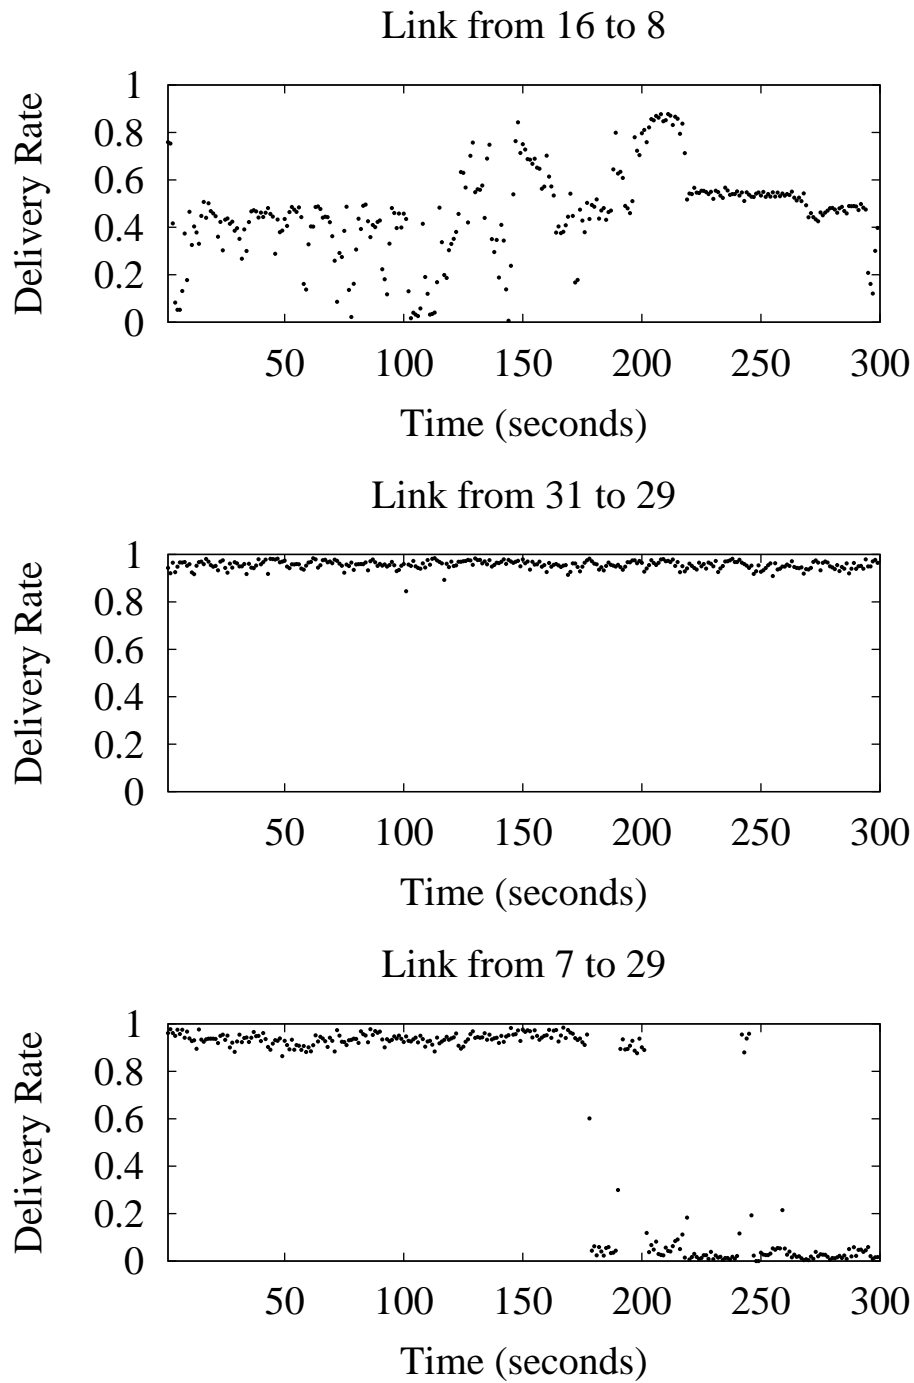 Link from 16 to 8
1
0.8
0.6
0.4
0.2
0
Delivery Rate
50 100 150 200 250 300
Time (seconds)
Link from 31 to 29
1
0.8
0.6
0.4
0.2
0
Delivery Rate
50 100 150 200 250 300
Time (seconds)
Link from 7 to 29
1
0.8
0.6
0.4
0.2
0
Delivery Rate
50 100 150 200 250 300
Time (seconds)